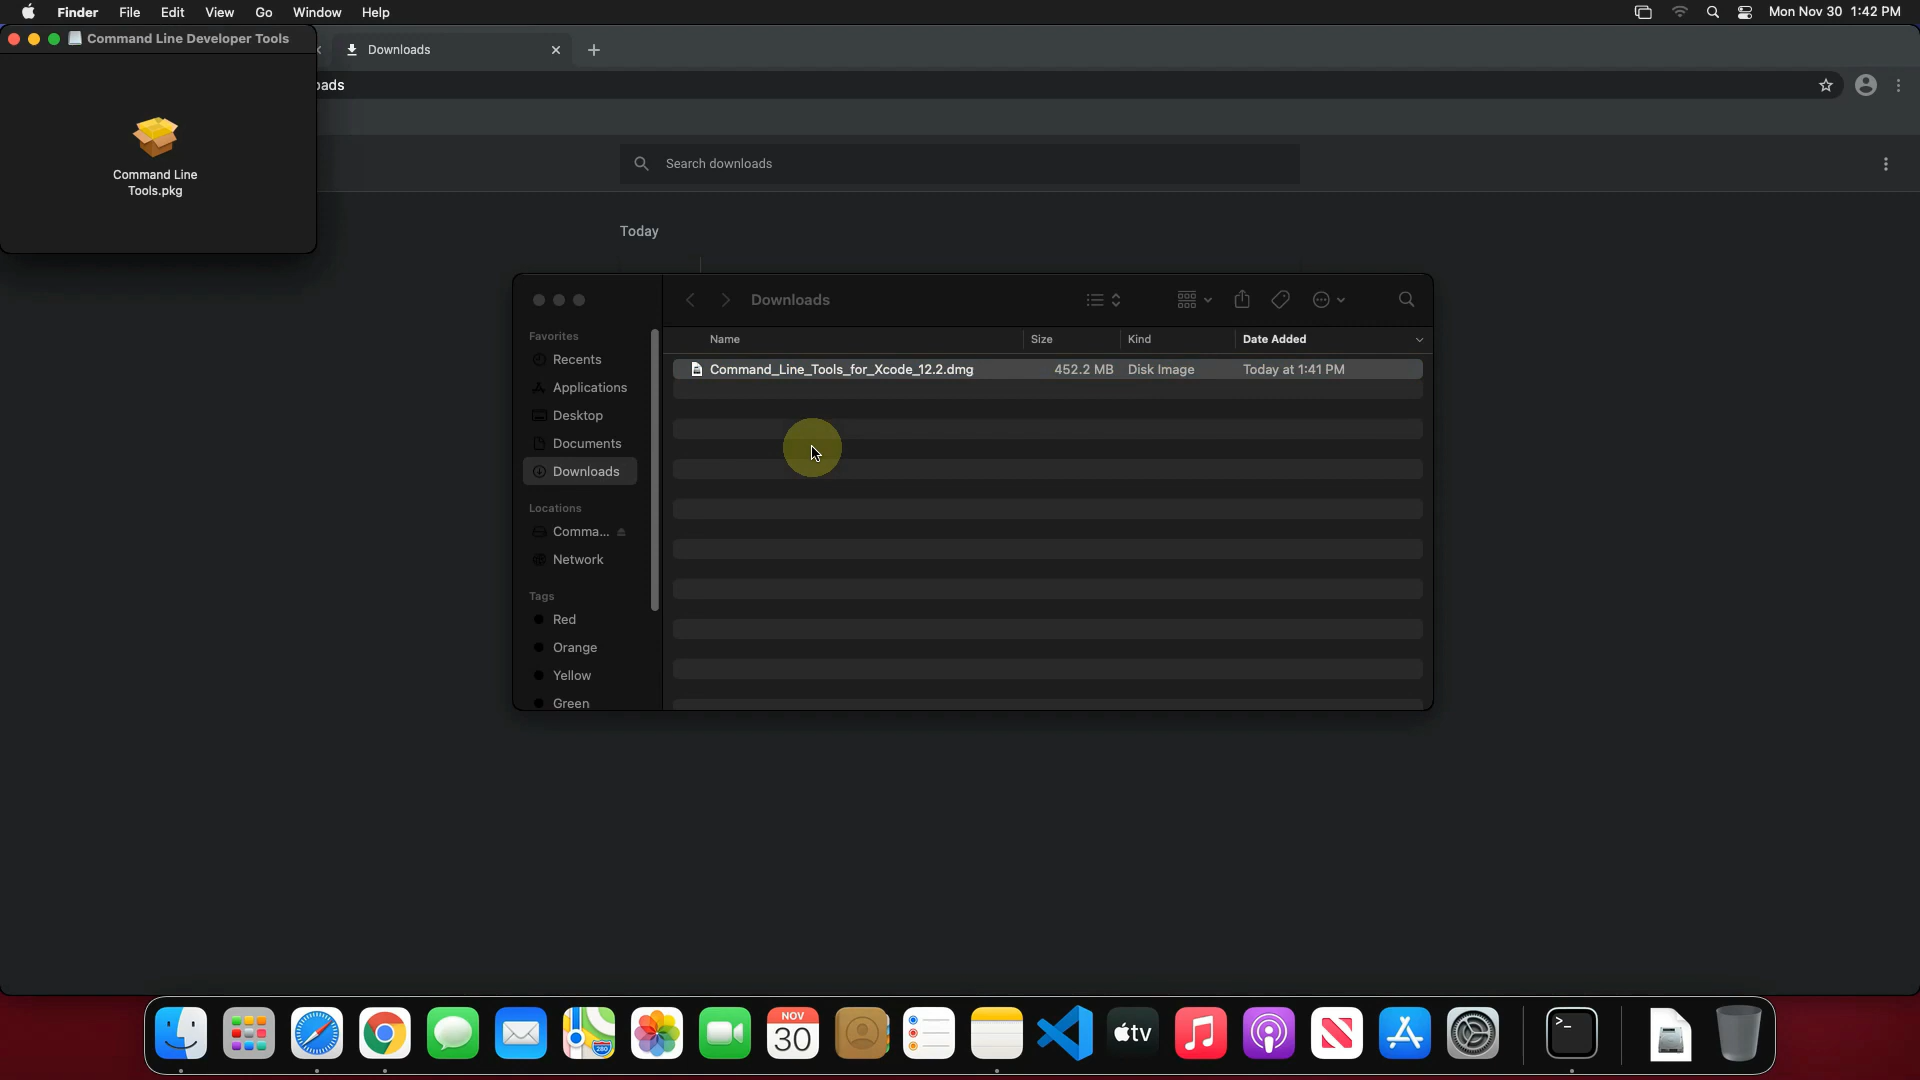 Finder File Edit View Go Window Help
Mon Nov 30 1:42 PM
Command Line Developer Tools
Downloads
Command Line
Tools.pkg
Search downloads
Today
Downloads
Favorites
Recents
Applications
Desktop
Documents
Downloads
Locations
Comma...
Network
Tags
Red
Orange
Yellow
Green
Name Size Kind Date Added
Command_Line_Tools_for_Xcode_12.2.dmg 452.2 MB Disk Image Today at 1:41 PM
NOV
30
tv
>_